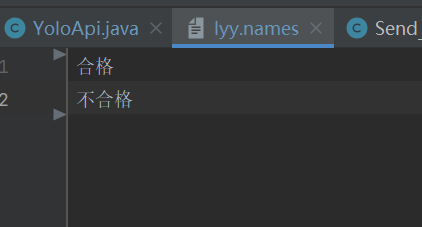 YoloApi.java lyy.names Send_
1 合格
2 不合格